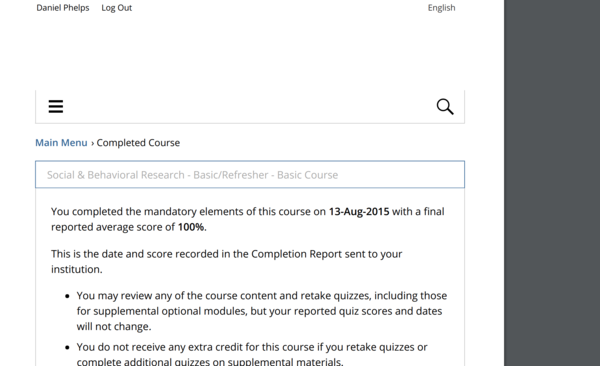 Daniel Phelps Log Out English
Main Menu › Completed Course
Social & Behavioral Research - Basic/Refresher - Basic Course
You completed the mandatory elements of this course on 13-Aug-2015 with a final
reported average score of 100%.
This is the date and score recorded in the Completion Report sent to your
institution.
• You may review any of the course content and retake quizzes, including those
for supplemental optional modules, but your reported quiz scores and dates
will not change.
• You do not receive any extra credit for this course if you retake quizzes or
complete additional quizzes on supplemental materials.